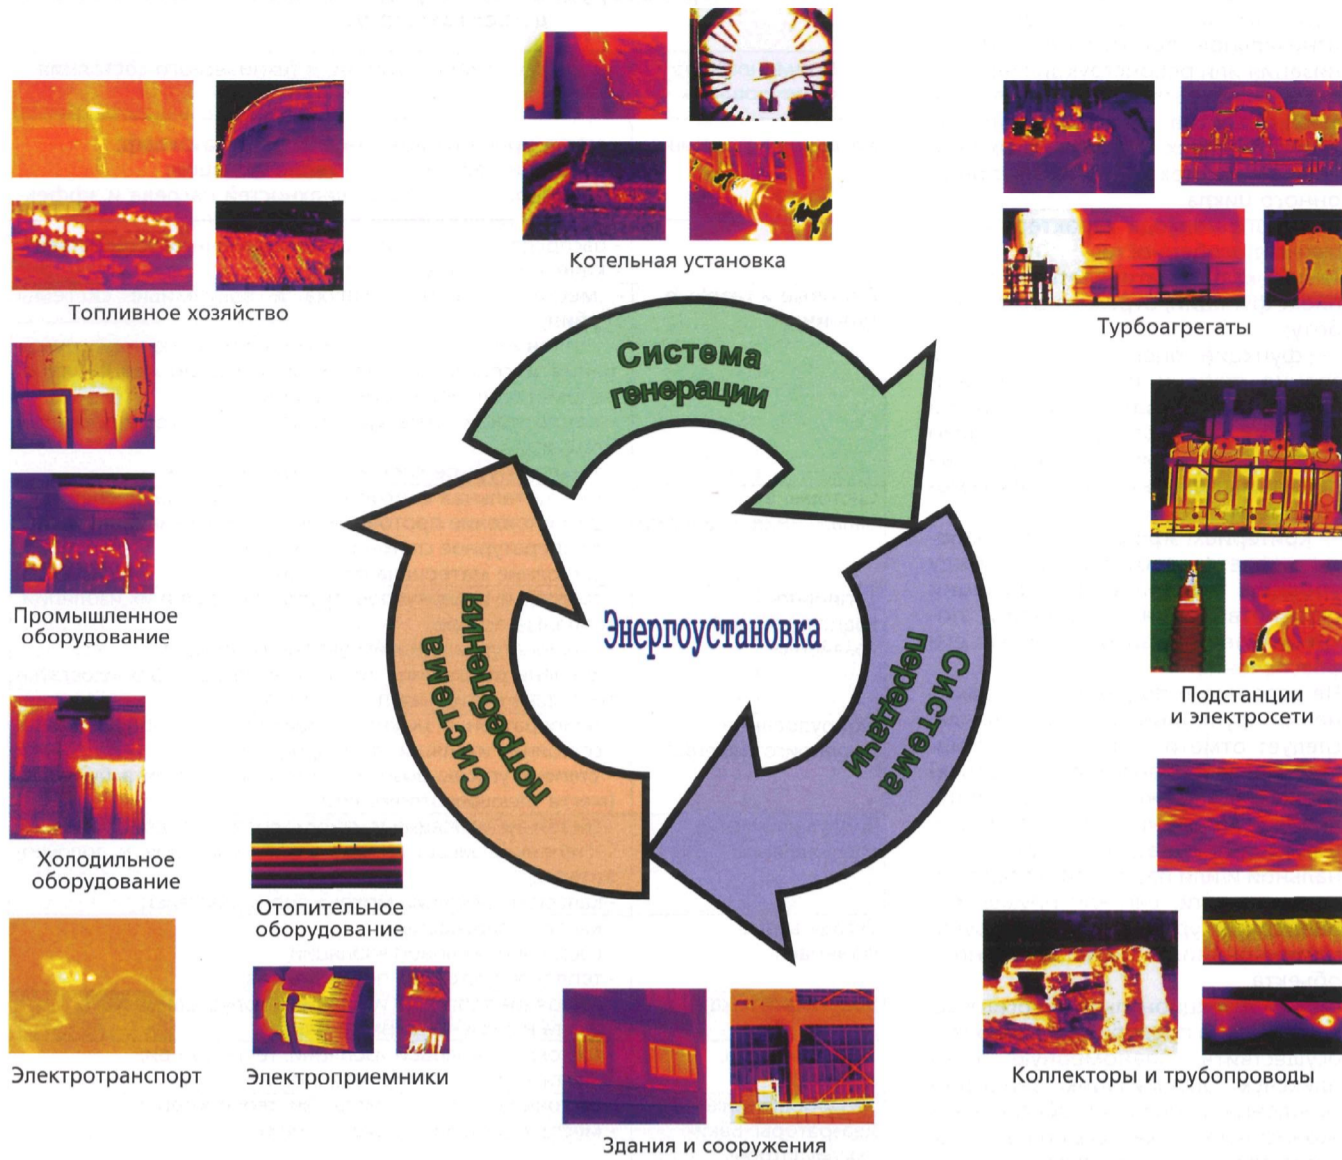 Котельная установка
Топливное хозяйство
Турбоагрегаты
Система
генерации
Промышленное
оборудование
Энергоустановка
Система
потребления
Система
передачи
Подстанции
и электросети
Холодильное
оборудование
Отопительное
оборудование
Электротранспорт
Электроприемники
Коллекторы и трубопроводы
Здания и сооружения